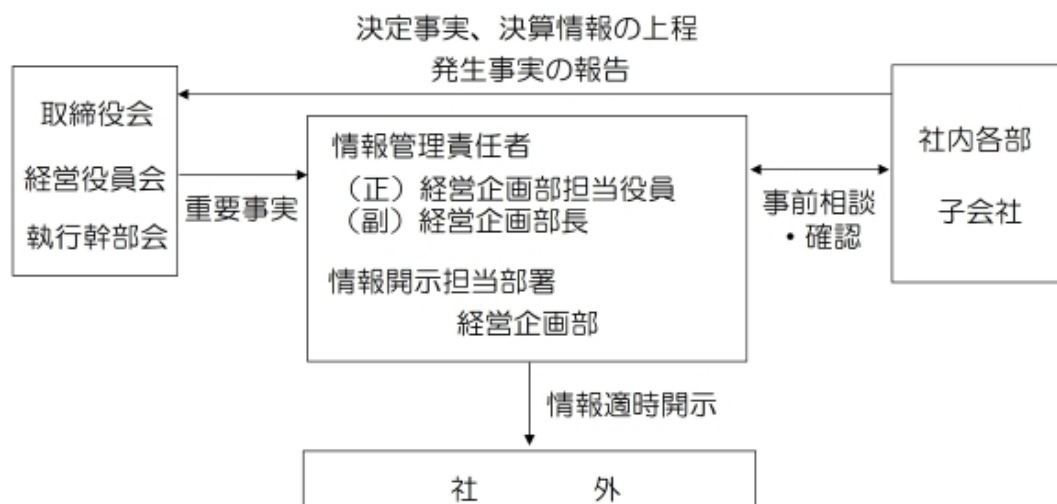 決定事実、決算情報の上程
発生事実の報告
取締役会
経営役員会
執行幹部会
重要事実
情報管理責任者
（正）経営企画部担当役員
（副）経営企画部長
情報開示担当部署
経営企画部
事前相談
・確認
社内各部
子会社
情報適時開示
社　　　外